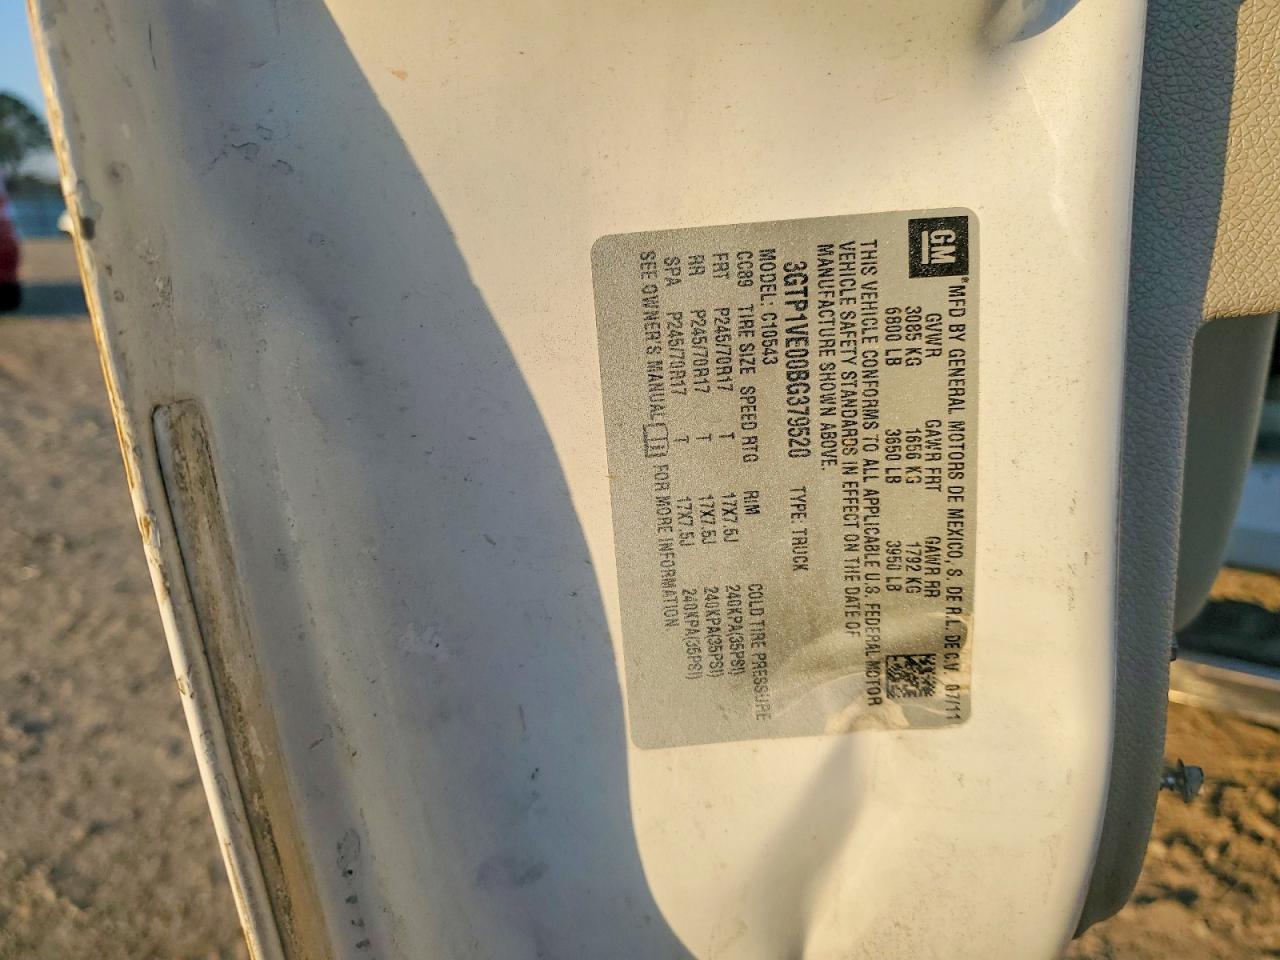 GM
®MFD BY GENERAL MOTORS DE MEXICO, S. DE R.L. DE C.V. 07/11
GVWR GAWR FRT GAWR RR
3085 KG 1656 KG 1792 KG
6800 LB 3650 LB 3950 LB
THIS VEHICLE CONFORMS TO ALL APPLICABLE U.S. FEDERAL MOTOR
VEHICLE SAFETY STANDARDS IN EFFECT ON THE DATE OF
MANUFACTURE SHOWN ABOVE.
3GTP1VE00BG379520 TYPE: TRUCK
MODEL: C10543
CC89 TIRE SIZE SPEED RTG RIM COLD TIRE PRESSURE
FRT P245/70R17 T 17X7.5J 240KPA(35PSI)
RR P245/70R17 T 17X7.5J 240KPA(35PSI)
SPA P245/70R17 T 17X7.5J 240KPA(35PSI)
SEE OWNER'S MANUAL FOR MORE INFORMATION.